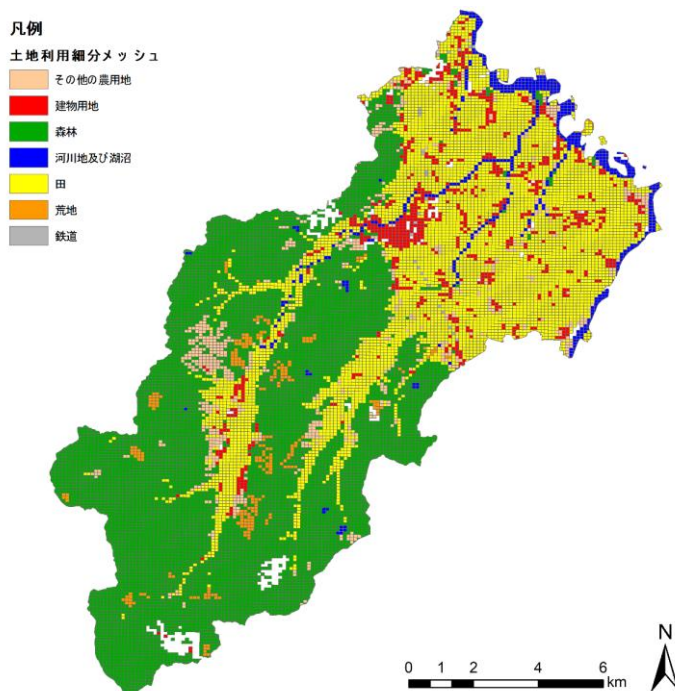 凡例
土地利用細分メッシュ
その他の農用地
建物用地
森林
河川地及び湖沼
田
荒地
鉄道
N
0 1 2 4 6
km